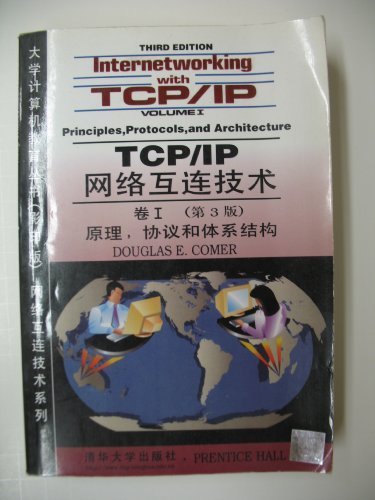 THIRD EDITION
Internetworking
with
TCP/IP
VOLUME I
Principles, Protocols, and Architecture
TCP/IP
网络互连技术
卷 I （第 3 版）
原理，协议和体系结构
DOUGLAS E. COMER
清华大学出版社 · PRENTICE HALL
大学计算机教育丛书（影印版） 网络互连技术系列